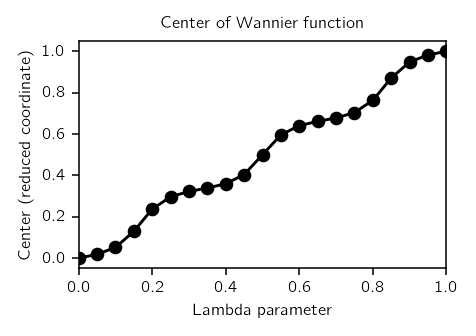 Center of Wannier function
Center (reduced coordinate)
1.0
0.8
0.6
0.4
0.2
0.0
0.0 0.2 0.4 0.6 0.8 1.0
Lambda parameter